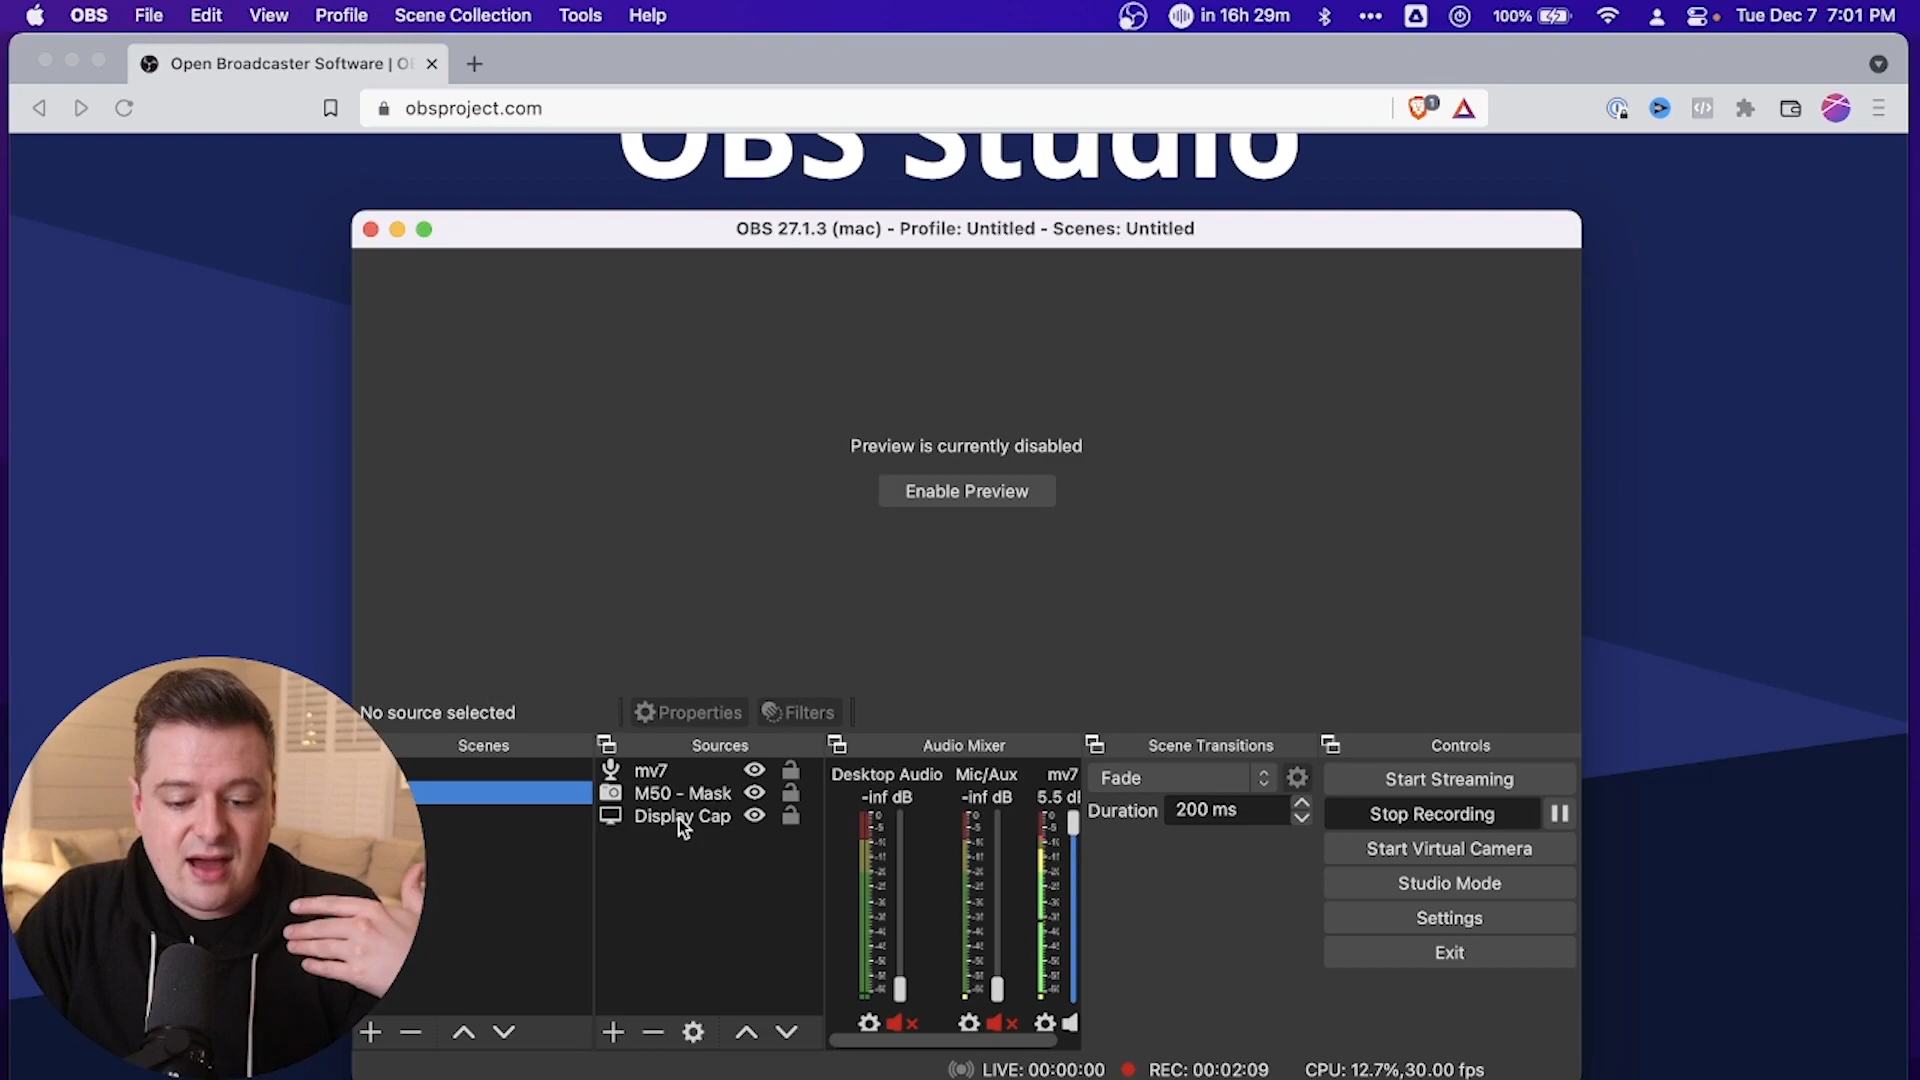 OBS File Edit View Profile Scene Collection Tools Help in 16h 29m 100% Tue Dec 7 7:01 PM
Open Broadcaster Software | OB
obsproject.com 1
OBS Studio
OBS 27.1.3 (mac) - Profile: Untitled - Scenes: Untitled
Preview is currently disabled
Enable Preview
No source selected Properties Filters
Scenes Sources Audio Mixer Scene Transitions Controls
mv7
M50 - Mask
Display Cap
Desktop Audio Mic/Aux mv7
-inf dB -inf dB 5.5 dB
Fade
Duration 200 ms
Start Streaming
Stop Recording
Start Virtual Camera
Studio Mode
Settings
Exit
LIVE: 00:00:00 REC: 00:02:09 CPU: 12.7%,30.00 fps